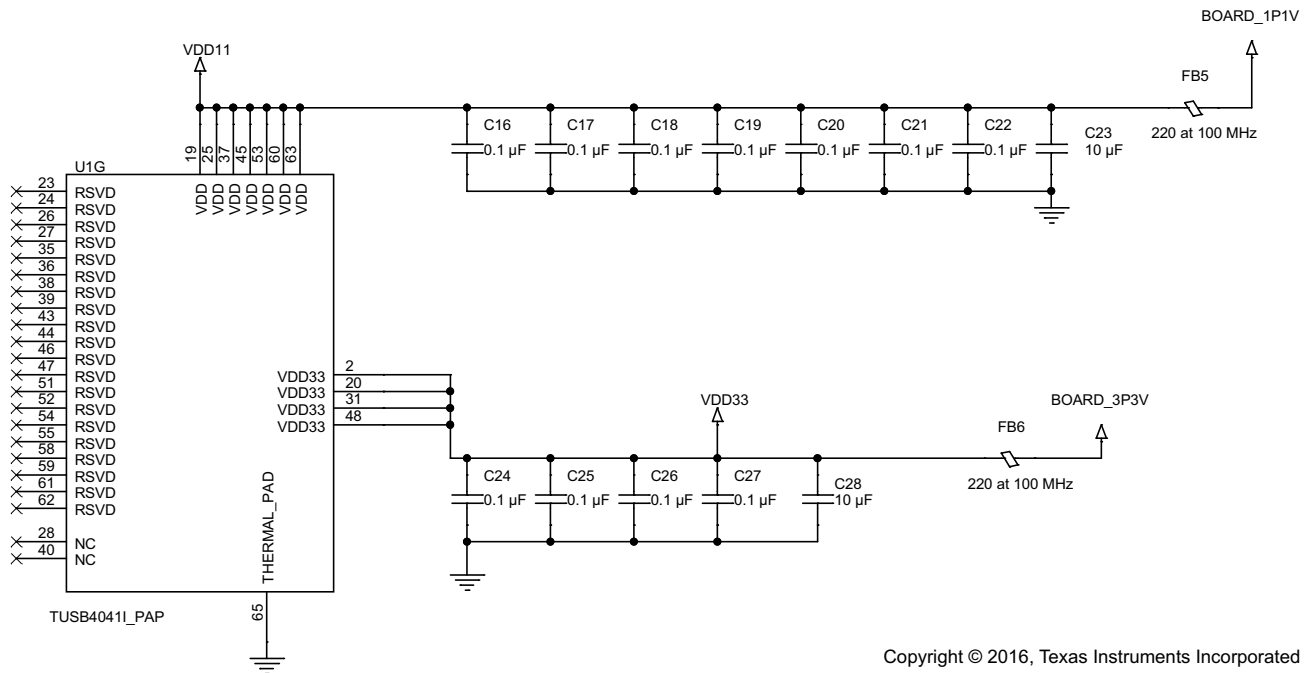 BOARD_1P1V
VDD11
FB5
220 at 100 MHz
C16
0.1 µF
C17
0.1 µF
C18
0.1 µF
C19
0.1 µF
C20
0.1 µF
C21
0.1 µF
C22
0.1 µF
C23
10 µF
19
25
37
45
53
60
63
U1G
VDD
VDD
VDD
VDD
VDD
VDD
VDD
23 RSVD
24 RSVD
26 RSVD
27 RSVD
35 RSVD
36 RSVD
38 RSVD
39 RSVD
43 RSVD
44 RSVD
46 RSVD
47 RSVD
51 RSVD
52 RSVD
54 RSVD
55 RSVD
58 RSVD
59 RSVD
61 RSVD
62 RSVD
28 NC
40 NC
VDD33 2
VDD33 20
VDD33 31
VDD33 48
VDD33
BOARD_3P3V
FB6
220 at 100 MHz
C24
0.1 µF
C25
0.1 µF
C26
0.1 µF
C27
0.1 µF
C28
10 µF
THERMAL_PAD
65
TUSB4041I_PAP
Copyright © 2016, Texas Instruments Incorporated